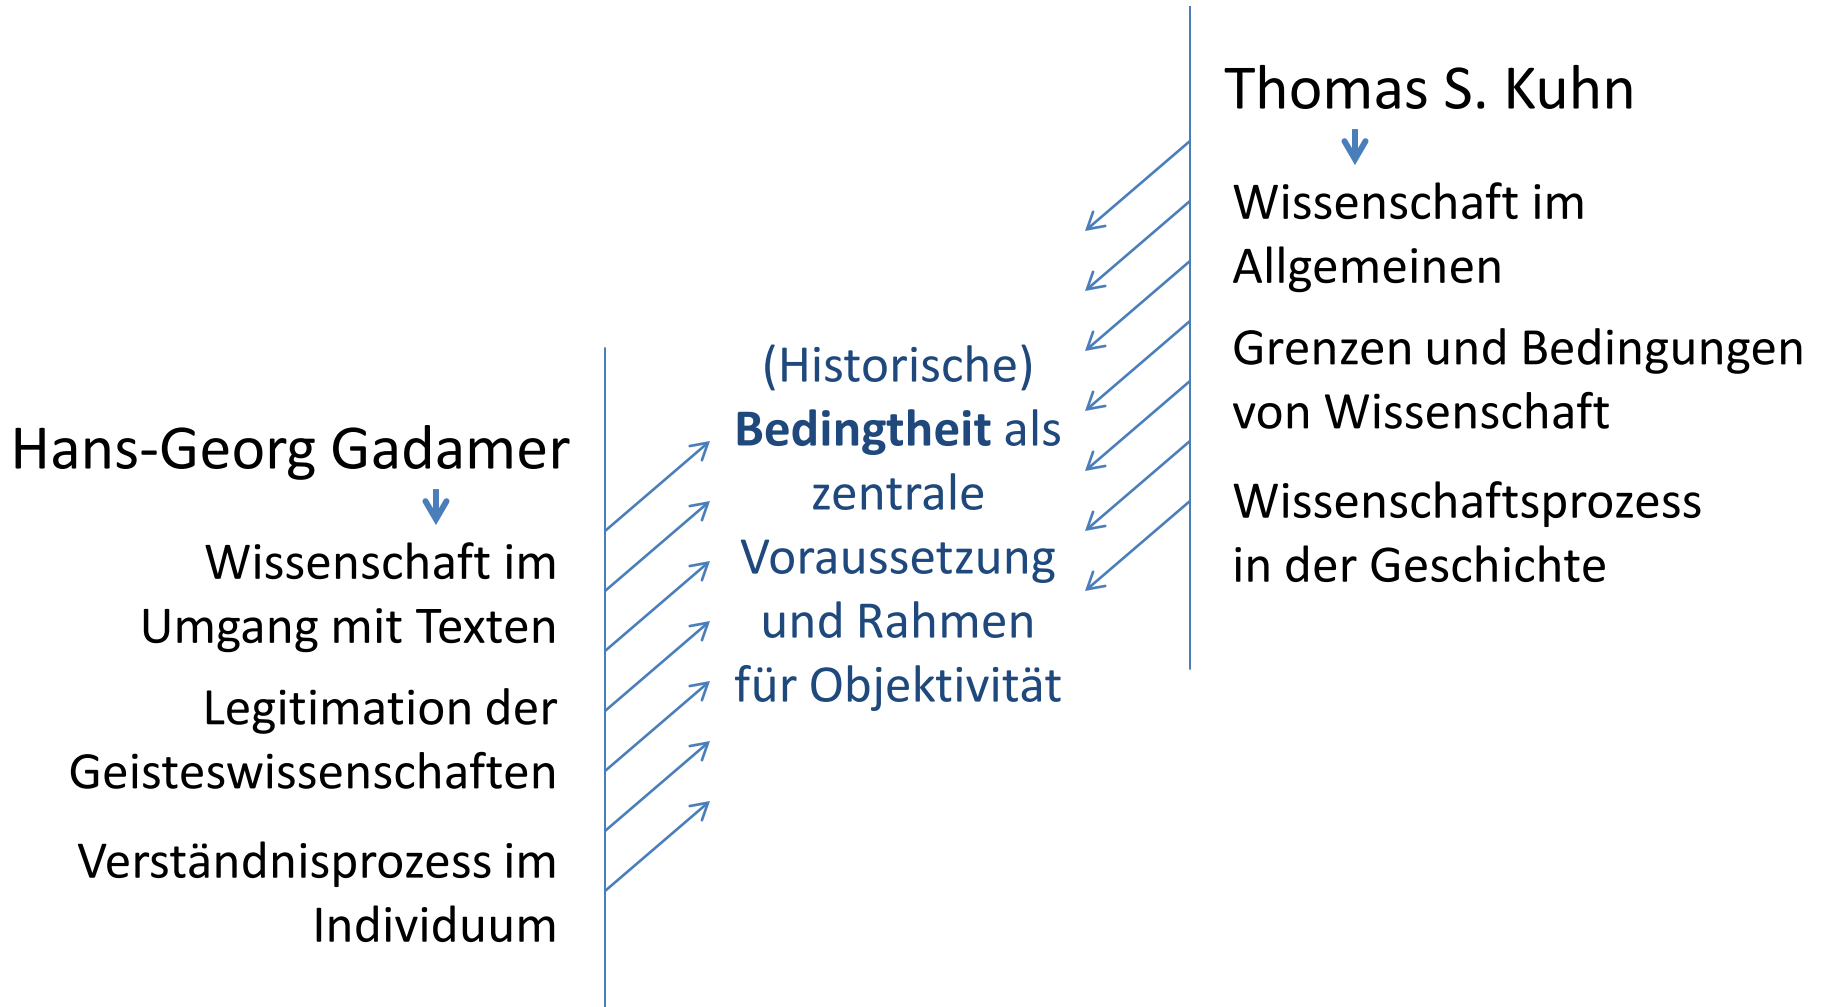 Hans-Georg Gadamer
Wissenschaft im
Umgang mit Texten
Legitimation der
Geisteswissenschaften
Verständnisprozess im
Individuum
(Historische)
Bedingtheit als
zentrale
Voraussetzung
und Rahmen
für Objektivität
Thomas S. Kuhn
Wissenschaft im
Allgemeinen
Grenzen und Bedingungen
von Wissenschaft
Wissenschaftsprozess
in der Geschichte